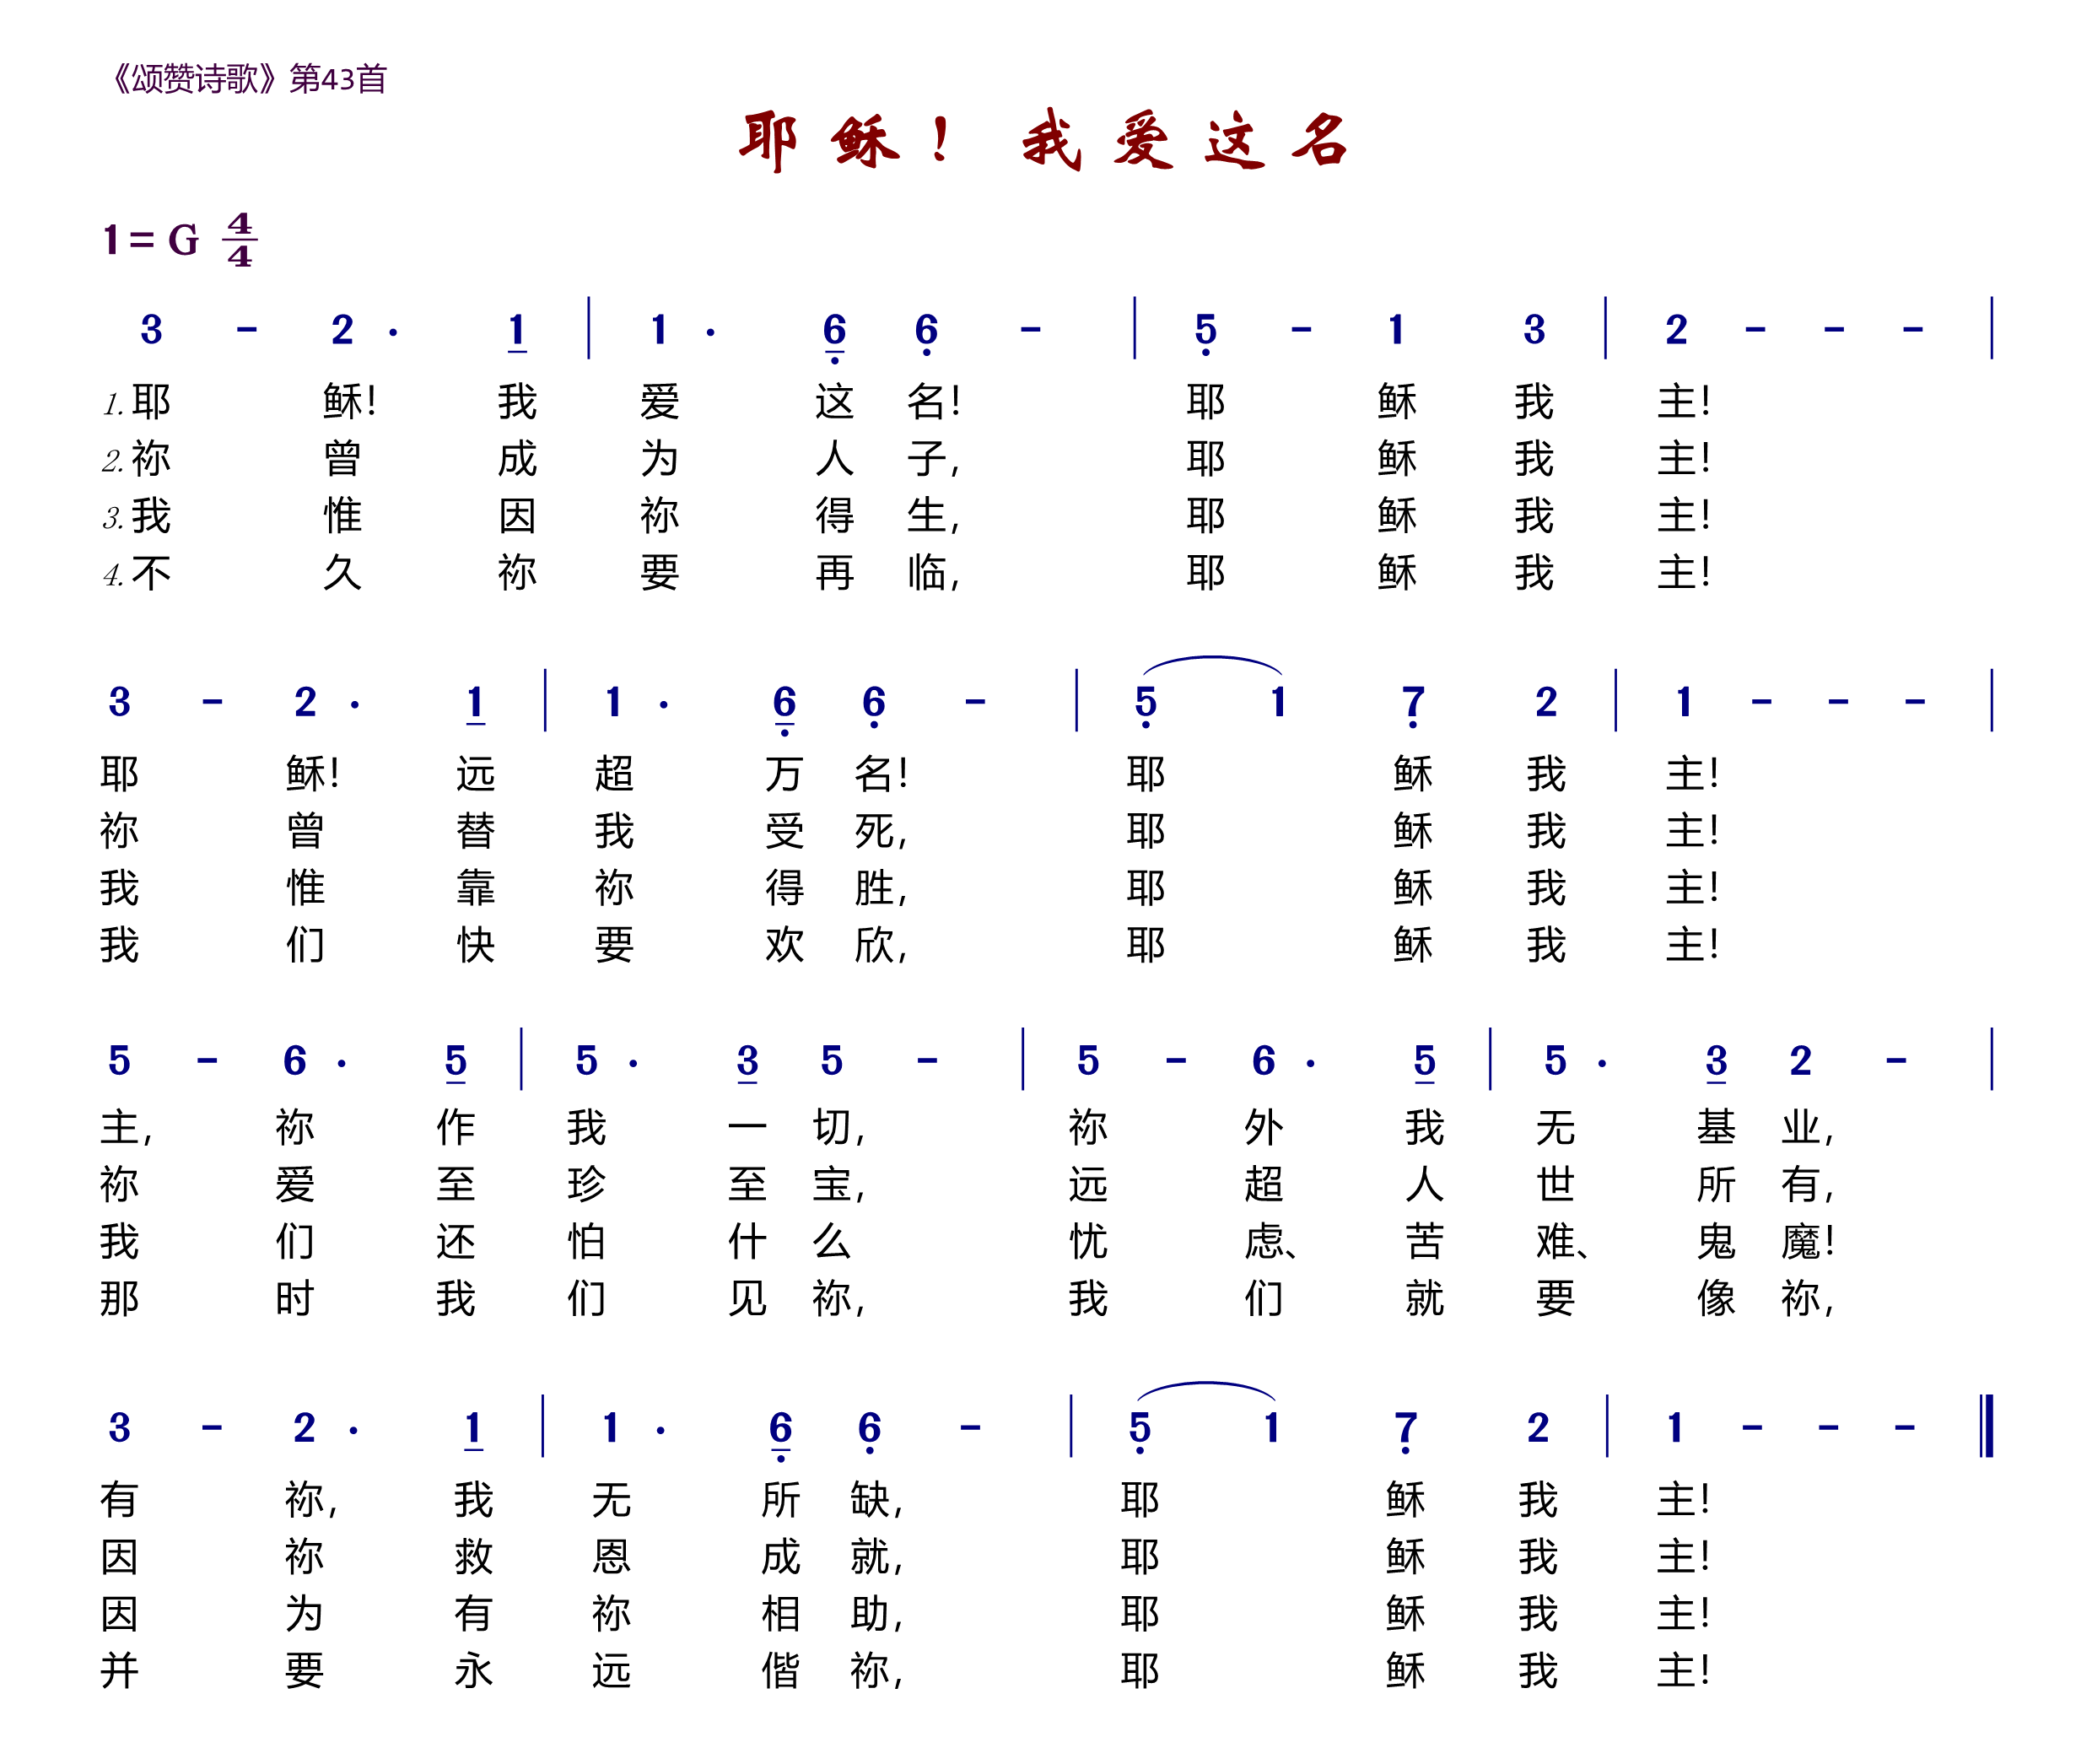 《颂赞诗歌》第43首
耶稣！我爱这名
1=G 4/4
3 - 2 · 1 | 1 · 6 6 - | 5 - 1 3 | 2 - - - |
1. 耶稣！我爱这名！耶稣我主！
2. 祢曾成为人子，耶稣我主！
3. 我惟因祢得生，耶稣我主！
4. 不久祢要再临，耶稣我主！
3 - 2 · 1 | 1 · 6 6 - | 5 1 7 2 | 1 - - - |
耶稣！远超万名！耶稣我主！
祢曾替我受死，耶稣我主！
我惟靠祢得胜，耶稣我主！
我们快要欢欣，耶稣我主！
5 - 6 · 5 | 5 · 3 5 - | 5 - 6 · 5 | 5 · 3 2 - |
主，祢作我一切，祢外我无基业，
祢爱至珍至宝，远超人世所有，
我们还怕什么忧虑、苦难、鬼魔！
那时我们见祢，我们就要像祢，
3 - 2 · 1 | 1 · 6 6 - | 5 1 7 2 | 1 - - - ‖
有祢，我无所缺，耶稣我主！
因祢救恩成就，耶稣我主！
因为有祢相助，耶稣我主！
并要永远偕祢，耶稣我主！